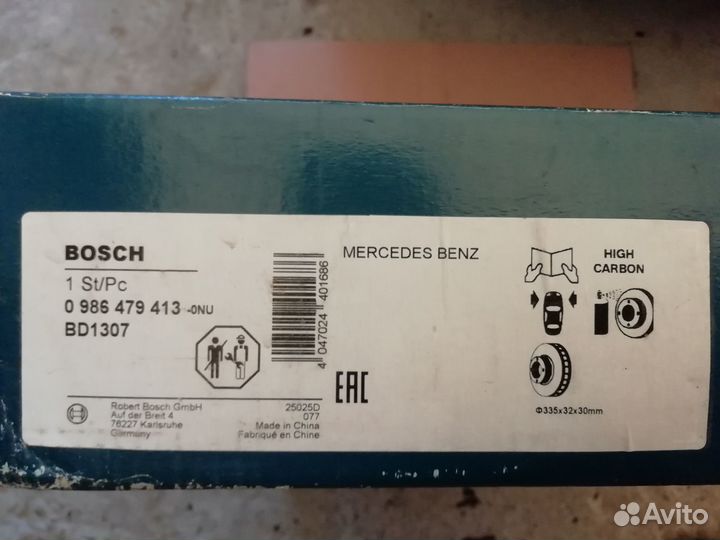 BOSCH
1 St/Pc
0 986 479 413 -0NU
BD1307
4 047024 401686
MERCEDES BENZ
HIGH
CARBON
Φ335x32x30mm
EAC
Robert Bosch GmbH
Auf der Breit 4
76227 Karlsruhe
Germany
25025D
077
Made in China
Fabriqué en Chine
Avito